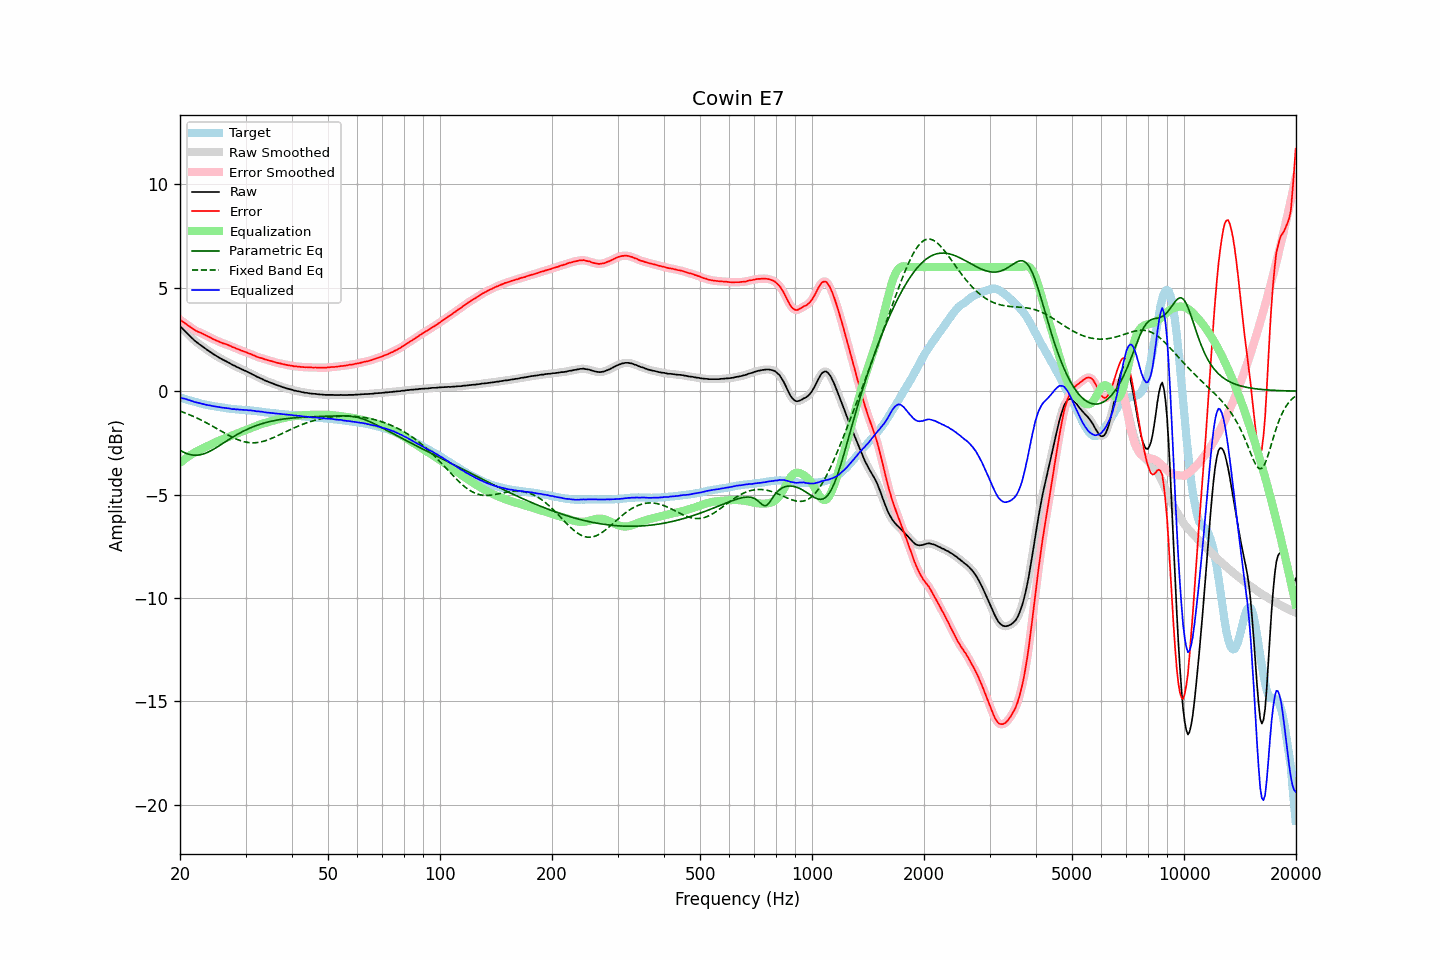 Cowin E7
Target
Raw Smoothed
Error Smoothed
Raw
Error
Equalization
Parametric Eq
Fixed Band Eq
Equalized
10
5
0
−5
−10
−15
−20
Amplitude (dBr)
20 50 100 200 500 1000 2000 5000 10000 20000
Frequency (Hz)